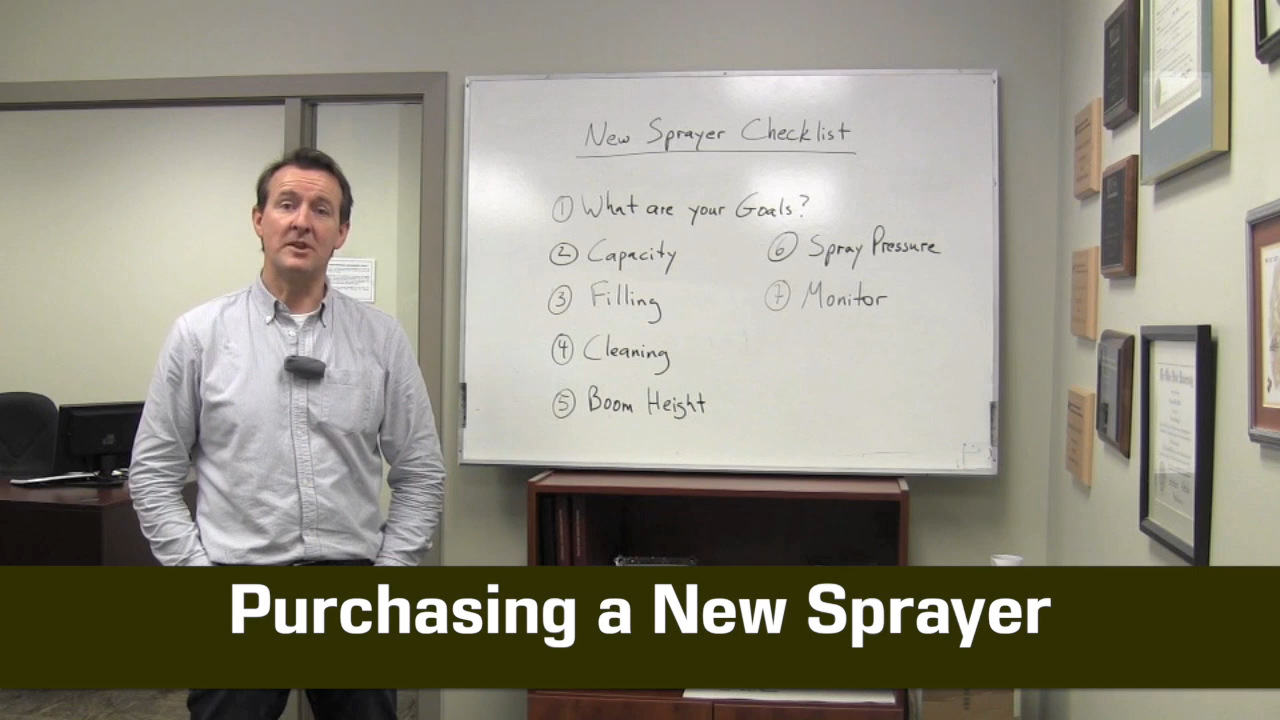 New Sprayer Checklist
① What are your Goals?
② Capacity
③ Filling
④ Cleaning
⑤ Boom Height
⑥ Spray Pressure
⑦ Monitor
Purchasing a New Sprayer